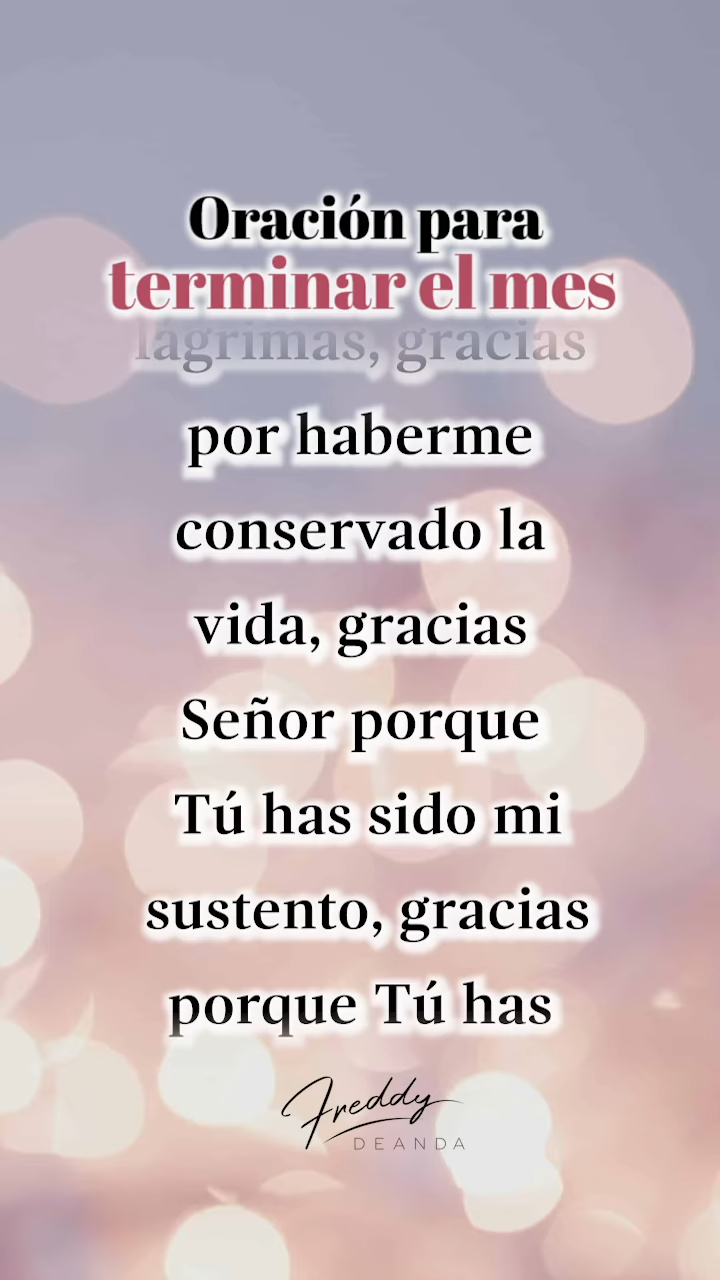 Oración para
terminar el mes
lágrimas, gracias
por haberme
conservado la
vida, gracias
Señor porque
Tú has sido mi
sustento, gracias
porque Tú has
Freddy
DEANDA